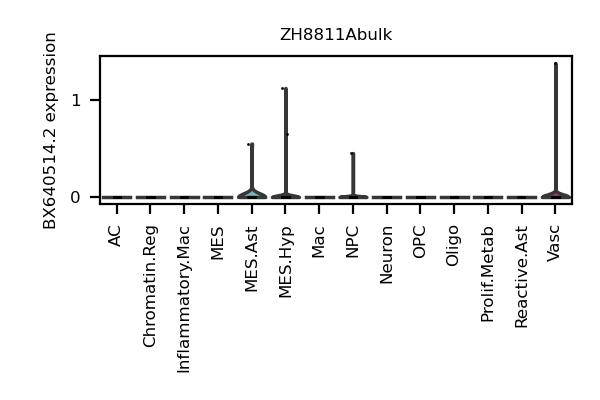 ZH8811Abulk
BX640514.2 expression
1
0
AC
Chromatin.Reg
Inflammatory.Mac
MES
MES.Ast
MES.Hyp
Mac
NPC
Neuron
OPC
Oligo
Prolif.Metab
Reactive.Ast
Vasc